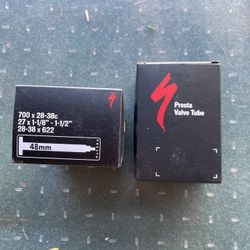 700 x 28-38c
27 x 1-1/8" - 1-1/2"
28-38 x 622
48mm
Presta
Valve Tube